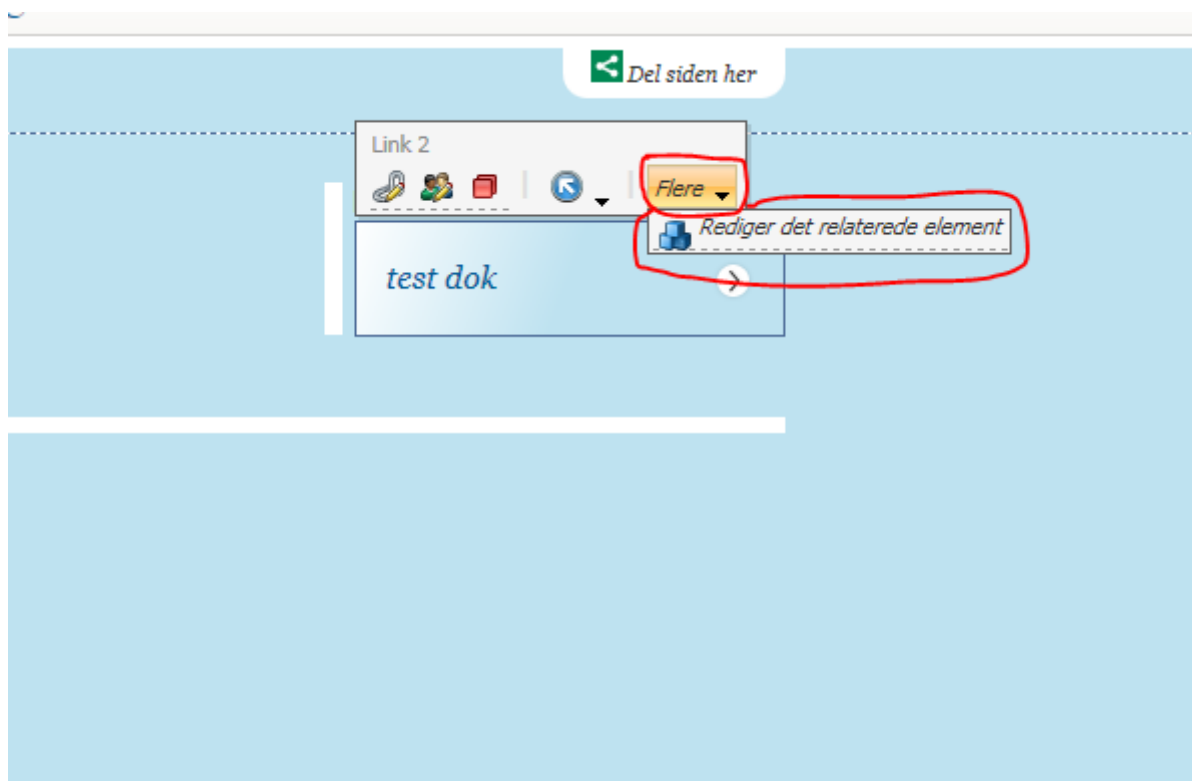 Del siden her
Link 2
Flere
Rediger det relaterede element
test dok